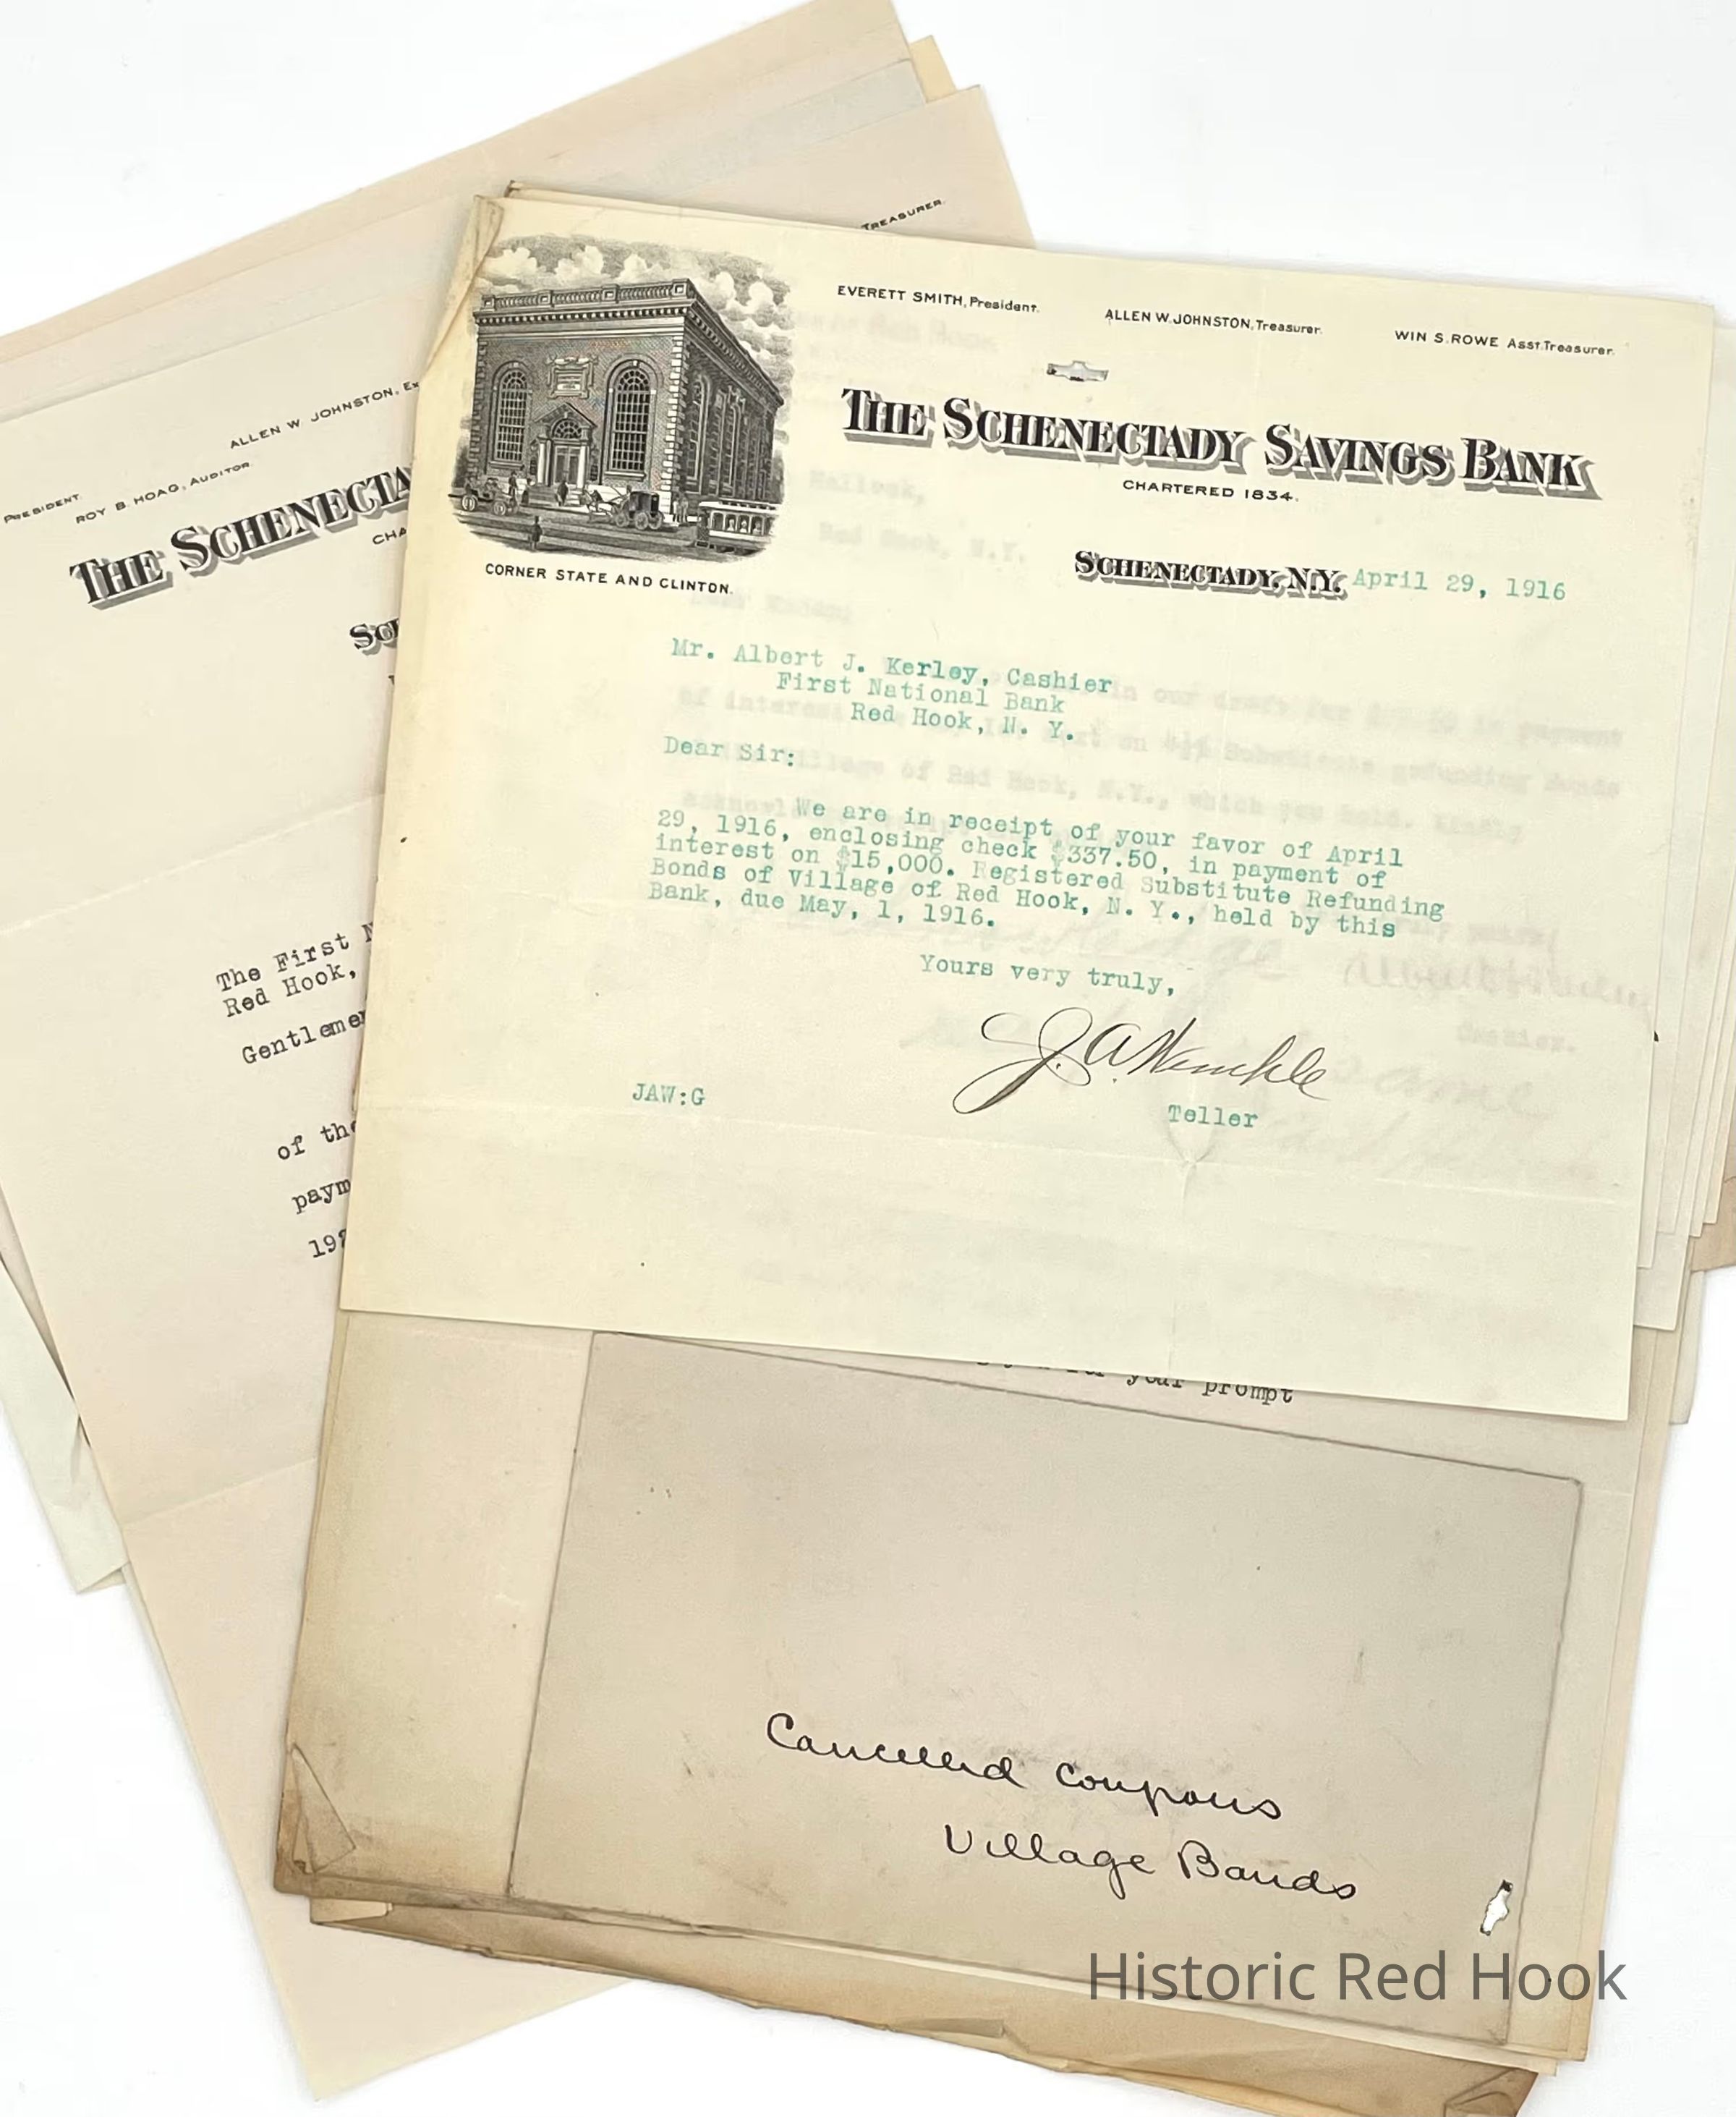 TREASURER.
ALLEN W. JOHNSTON, Ex
PRESIDENT.
ROY B. HOAG, AUDITOR.
THE SCHENECTA
CHA
SCH
The First N
Red Hook,
Gentlemen
of the
paym
EVERETT SMITH, President.
ALLEN W. JOHNSTON, Treasurer.
WIN S. ROWE Asst. Treasurer.
THE SCHENECTADY SAVINGS BANK
CHARTERED 1834.
CORNER STATE AND CLINTON.
SCHENECTADY, N.Y. April 29, 1916
Mr. Albert J. Kerley, Cashier
First National Bank
Red Hook, N. Y.
Dear Sir:
We are in receipt of your favor of April
29, 1916, enclosing check $337.50, in payment of
interest on $15,000. Registered Substitute Refunding
Bonds of Village of Red Hook, N. Y., held by this
Bank, due May, 1, 1916.
Yours very truly,
J. A. Wemple
JAW:G
Teller
your prompt
Cancelled Coupons
Village Bonds
Historic Red Hook